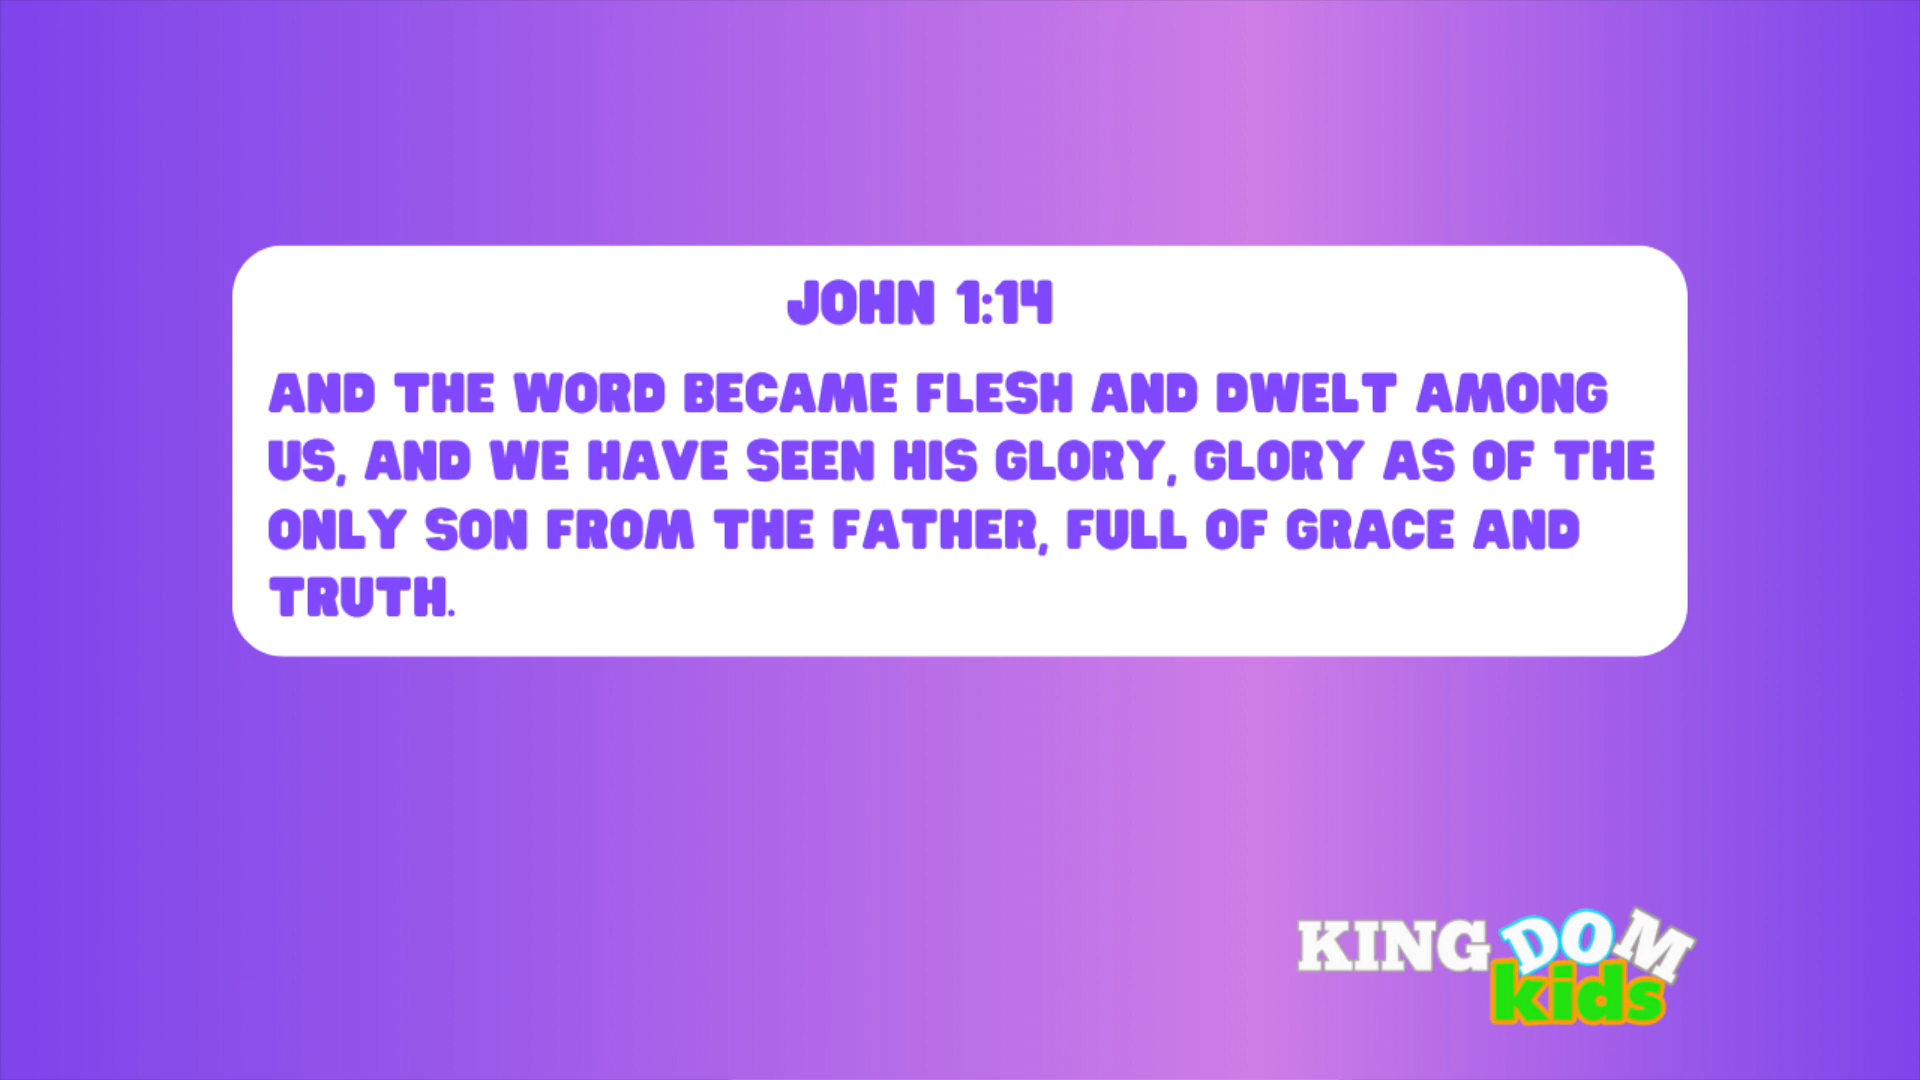 JOHN 1:14
AND THE WORD BECAME FLESH AND DWELT AMONG
US, AND WE HAVE SEEN HIS GLORY, GLORY AS OF THE
ONLY SON FROM THE FATHER, FULL OF GRACE AND
TRUTH.
KINGDOM
kids